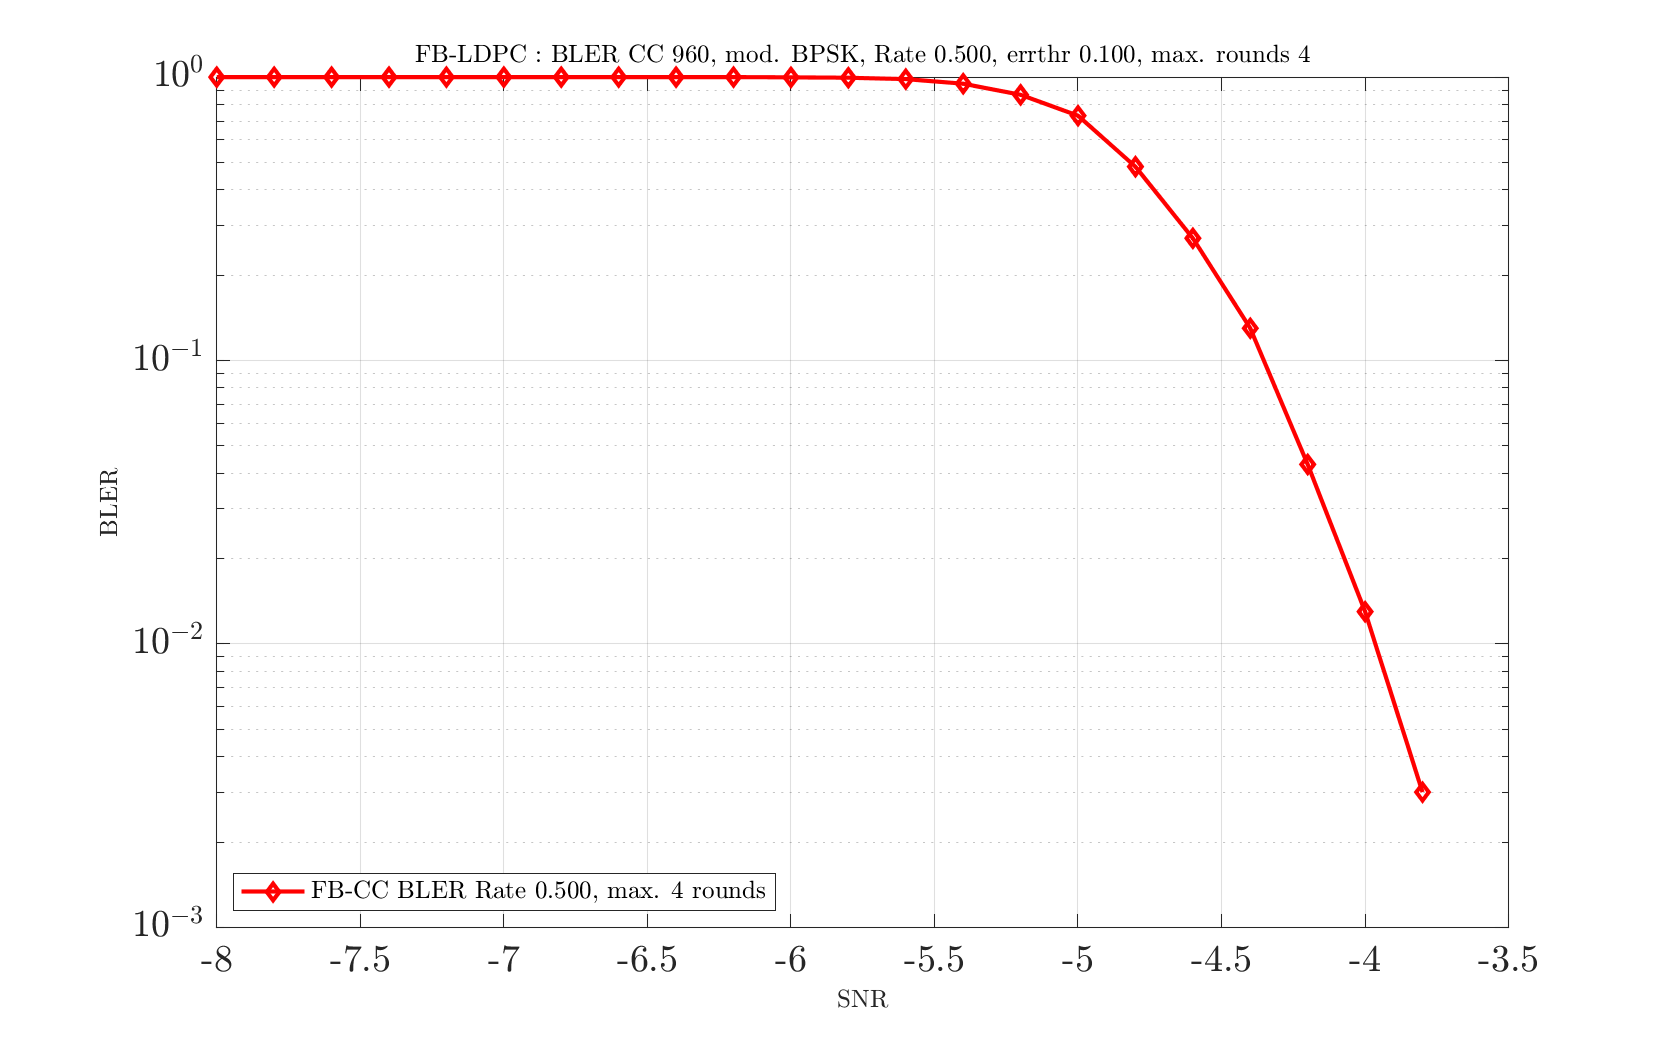 FB-LDPC : BLER CC 960, mod. BPSK, Rate 0.500, errthr 0.100, max. rounds 4
10^0
10^{-1}
10^{-2}
10^{-3}
BLER
FB-CC BLER Rate 0.500, max. 4 rounds
-8 -7.5 -7 -6.5 -6 -5.5 -5 -4.5 -4 -3.5
SNR